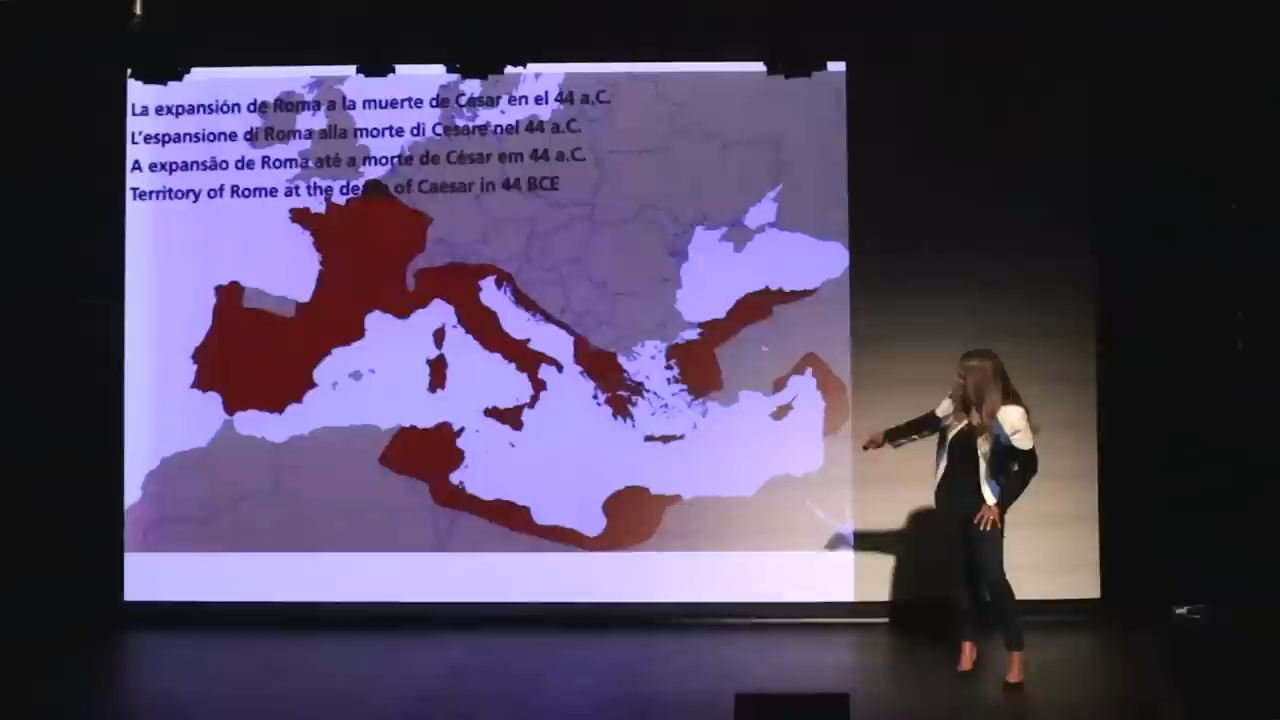 La expansión de Roma a la muerte de César en el 44 a.C.
L'espansione di Roma alla morte di Cesare nel 44 a.C.
A expansão de Roma até a morte de César em 44 a.C.
Territory of Rome at the death of Caesar in 44 BCE